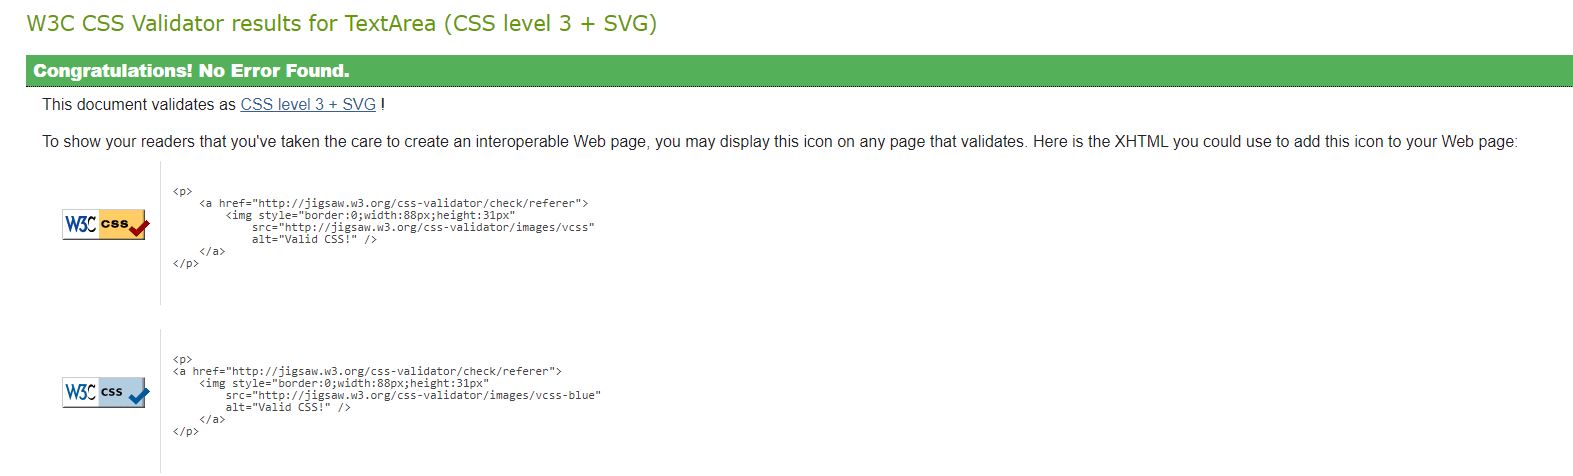 W3C CSS Validator results for TextArea (CSS level 3 + SVG)
Congratulations! No Error Found.
This document validates as CSS level 3 + SVG !
To show your readers that you've taken the care to create an interoperable Web page, you may display this icon on any page that validates. Here is the XHTML you could use to add this icon to your Web page:
W3C css
<p>
    <a href="http://jigsaw.w3.org/css-validator/check/referer">
        <img style="border:0;width:88px;height:31px"
            src="http://jigsaw.w3.org/css-validator/images/vcss"
            alt="Valid CSS!" />
    </a>
</p>
W3C css
<p>
<a href="http://jigsaw.w3.org/css-validator/check/referer">
    <img style="border:0;width:88px;height:31px"
        src="http://jigsaw.w3.org/css-validator/images/vcss-blue"
        alt="Valid CSS!" />
    </a>
</p>